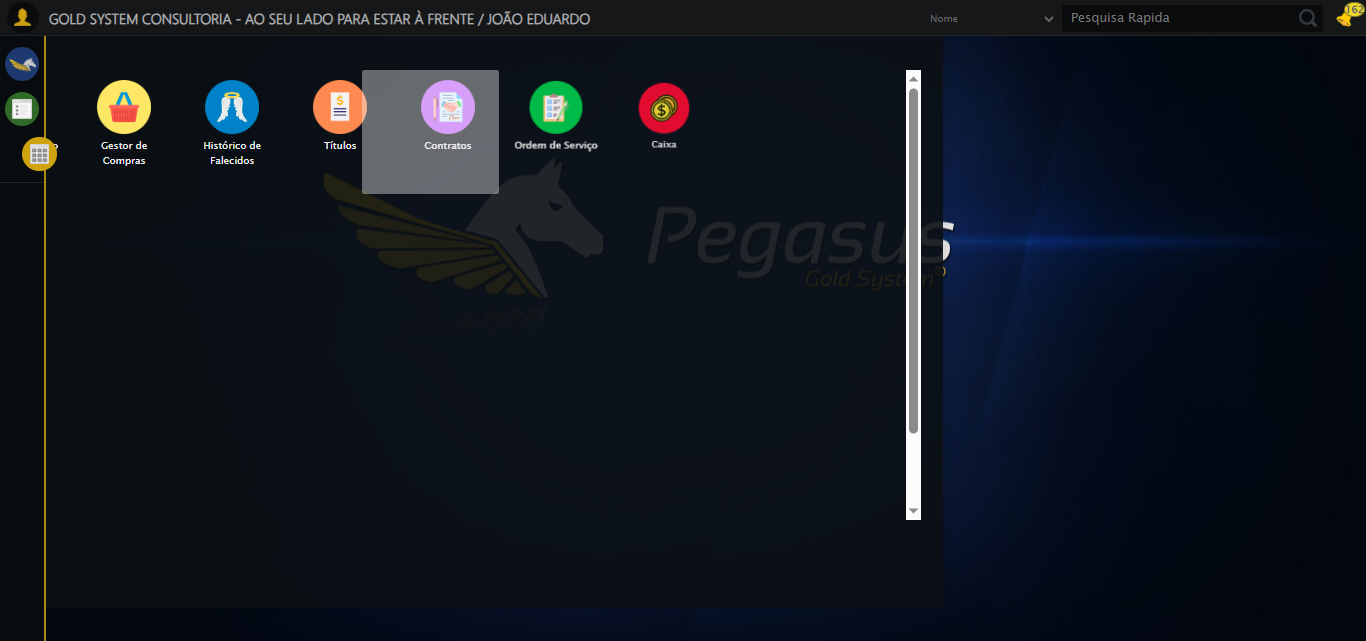 GOLD SYSTEM CONSULTORIA - AO SEU LADO PARA ESTAR À FRENTE / JOÃO EDUARDO
Nome
Pesquisa Rapida
162
Gestor de
Compras
Histórico de
Falecidos
Títulos
Contratos
Ordem de Serviço
Caixa
Pegasus
Gold System®